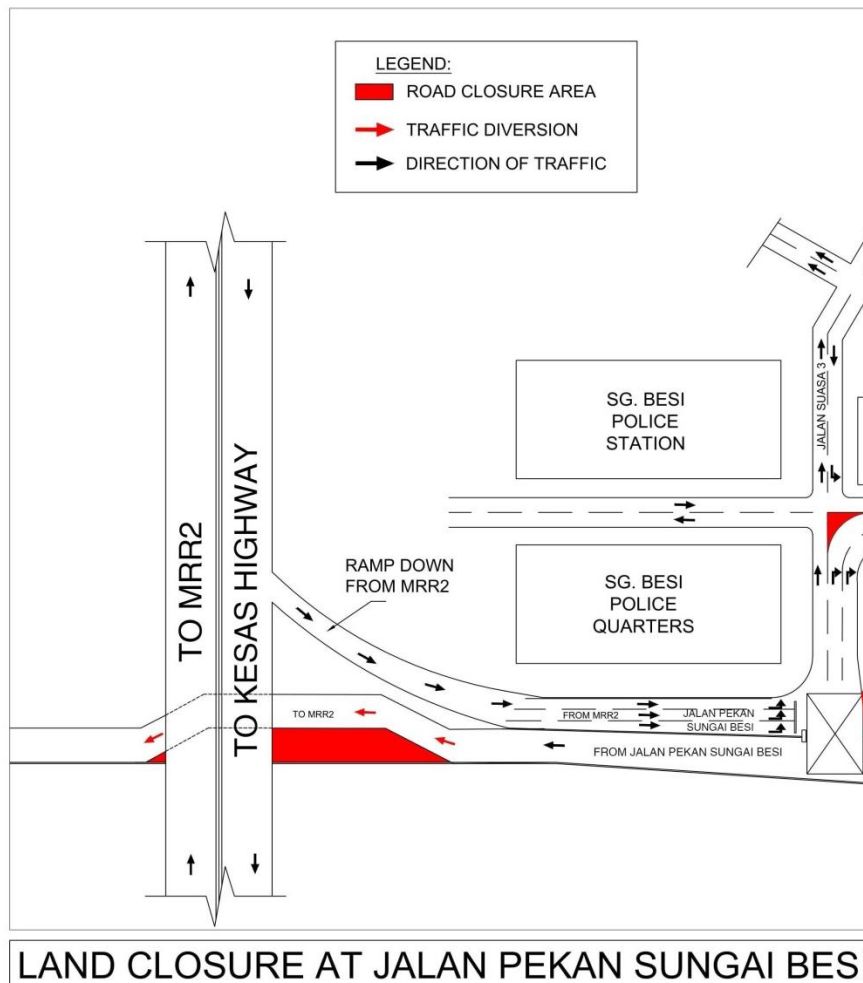 LEGEND:
ROAD CLOSURE AREA
TRAFFIC DIVERSION
DIRECTION OF TRAFFIC
JALAN SUASA 3
SG. BESI
POLICE
STATION
TO MRR2
TO KESAS HIGHWAY
RAMP DOWN
FROM MRR2
SG. BESI
POLICE
QUARTERS
TO MRR2
FROM MRR2
JALAN PEKAN
SUNGAI BESI
FROM JALAN PEKAN SUNGAI BESI
LAND CLOSURE AT JALAN PEKAN SUNGAI BES